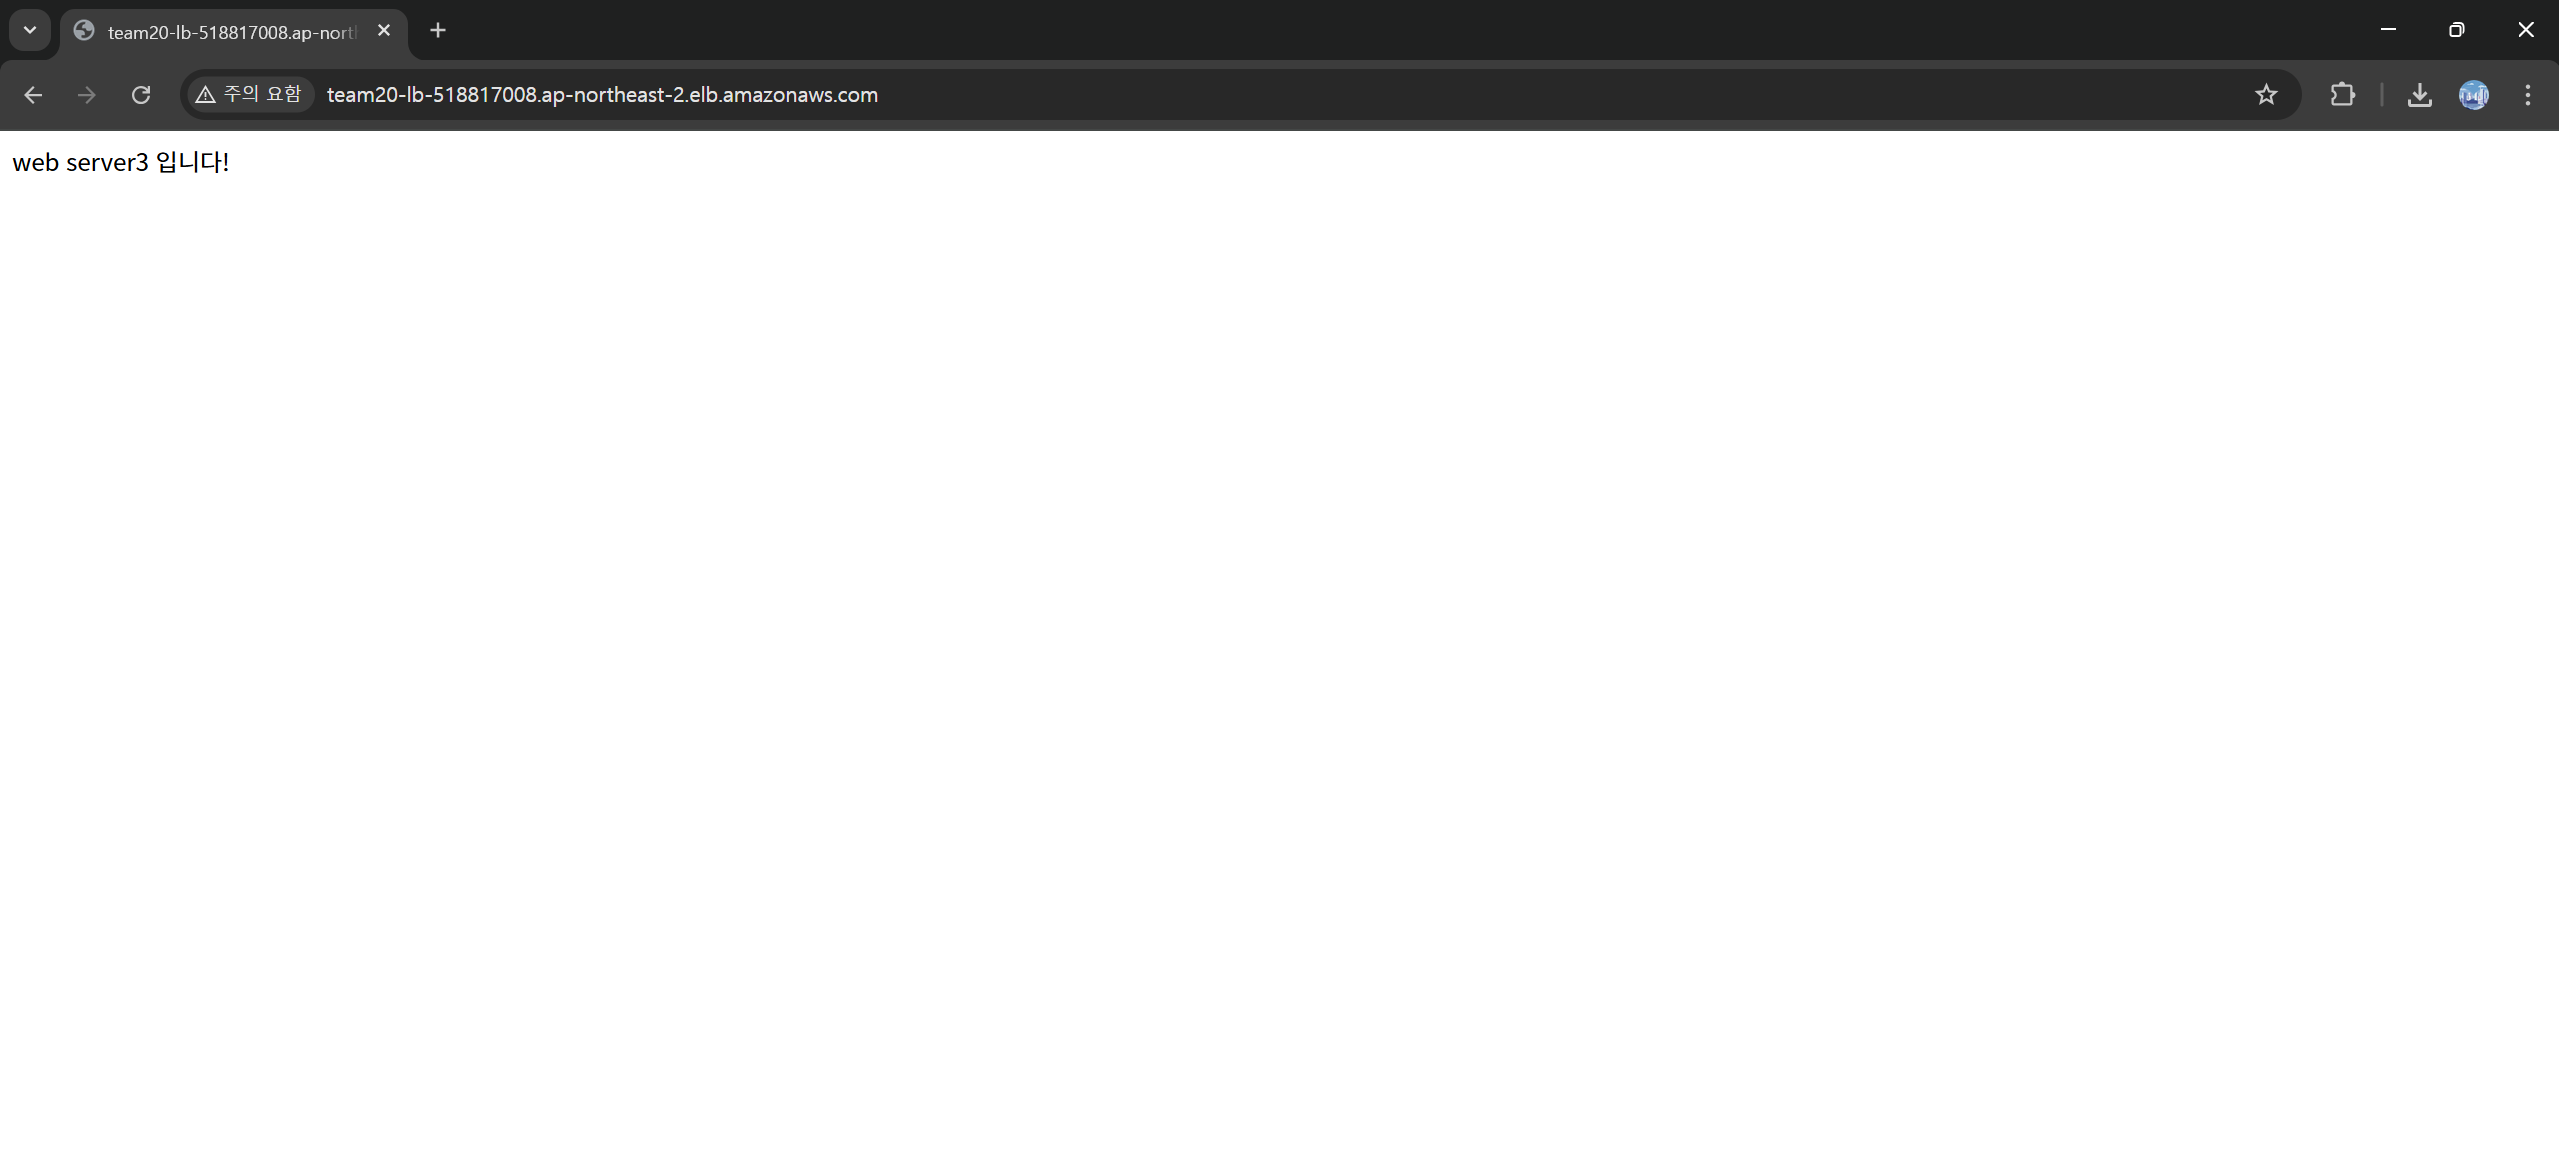 team20-lb-518817008.ap-nort
주의 요함 team20-lb-518817008.ap-northeast-2.elb.amazonaws.com
web server3 입니다!